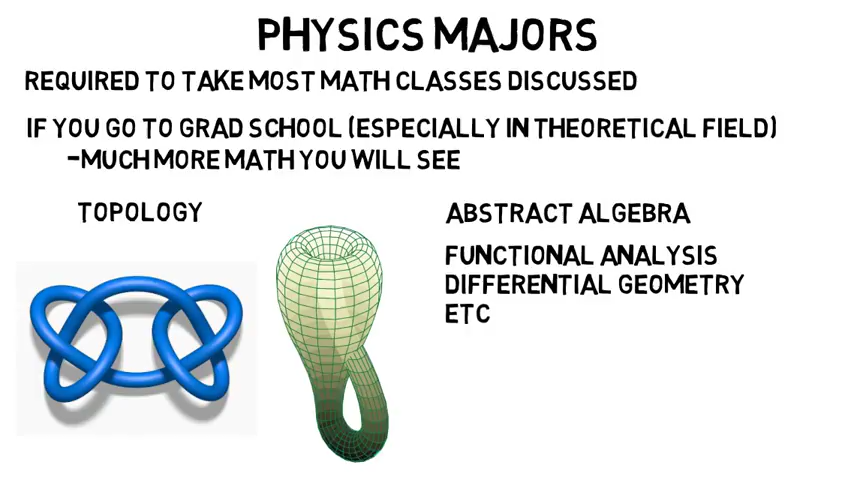 PHYSICS MAJORS
REQUIRED TO TAKE MOST MATH CLASSES DISCUSSED
IF YOU GO TO GRAD SCHOOL (ESPECIALLY IN THEORETICAL FIELD)
-MUCH MORE MATH YOU WILL SEE
TOPOLOGY
ABSTRACT ALGEBRA
FUNCTIONAL ANALYSIS
DIFFERENTIAL GEOMETRY
ETC